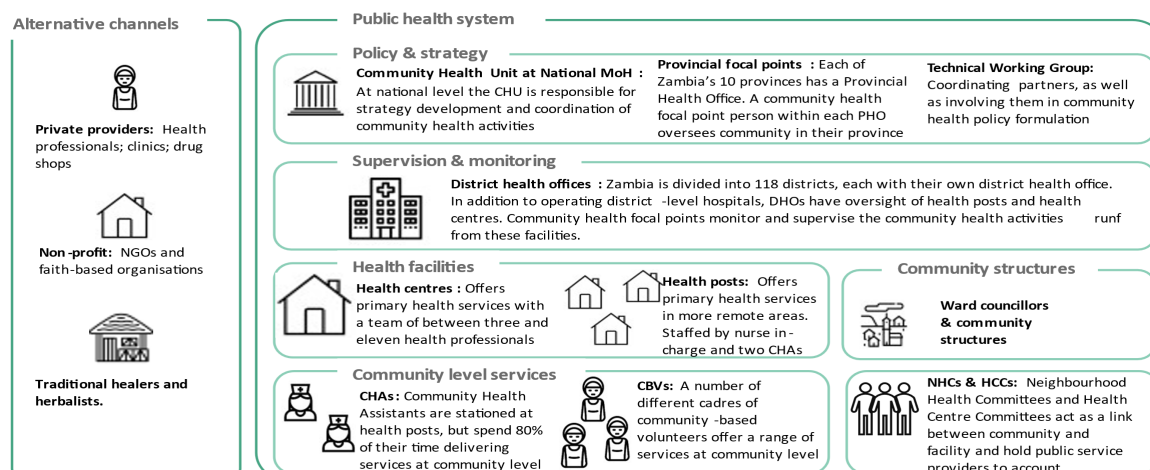 Alternative channels
Private providers: Health
professionals; clinics; drug
shops
Non-profit: NGOs and
faith-based organisations
Traditional healers and
herbalists.
Public health system
Policy & strategy
Community Health Unit at National MoH :
At national level the CHU is responsible for
strategy development and coordination of
community health activities
Provincial focal points : Each of
Zambia's 10 provinces has a Provincial
Health Office. A community health
focal point person within each PHO
oversees community in their province
Technical Working Group:
Coordinating partners, as well
as involving them in community
health policy formulation
Supervision & monitoring
District health offices : Zambia is divided into 118 districts, each with their own district health office.
In addition to operating district -level hospitals, DHOs have oversight of health posts and health
centres. Community health focal points monitor and supervise the community health activities runf
from these facilities.
Health facilities
Health centres : Offers
primary health services with
a team of between three and
eleven health professionals
Health posts: Offers
primary health services
in more remote areas.
Staffed by nurse in-
charge and two CHAs
Community structures
Ward councillors
& community
structures
Community level services
CHAs: Community Health
Assistants are stationed at
health posts, but spend 80%
of their time delivering
services at community level
CBVs: A number of
different cadres of
community -based
volunteers offer a range of
services at community level
NHCs & HCCs: Neighbourhood
Health Committees and Health
Centre Committees act as a link
between community and
facility and hold public service
providers to account